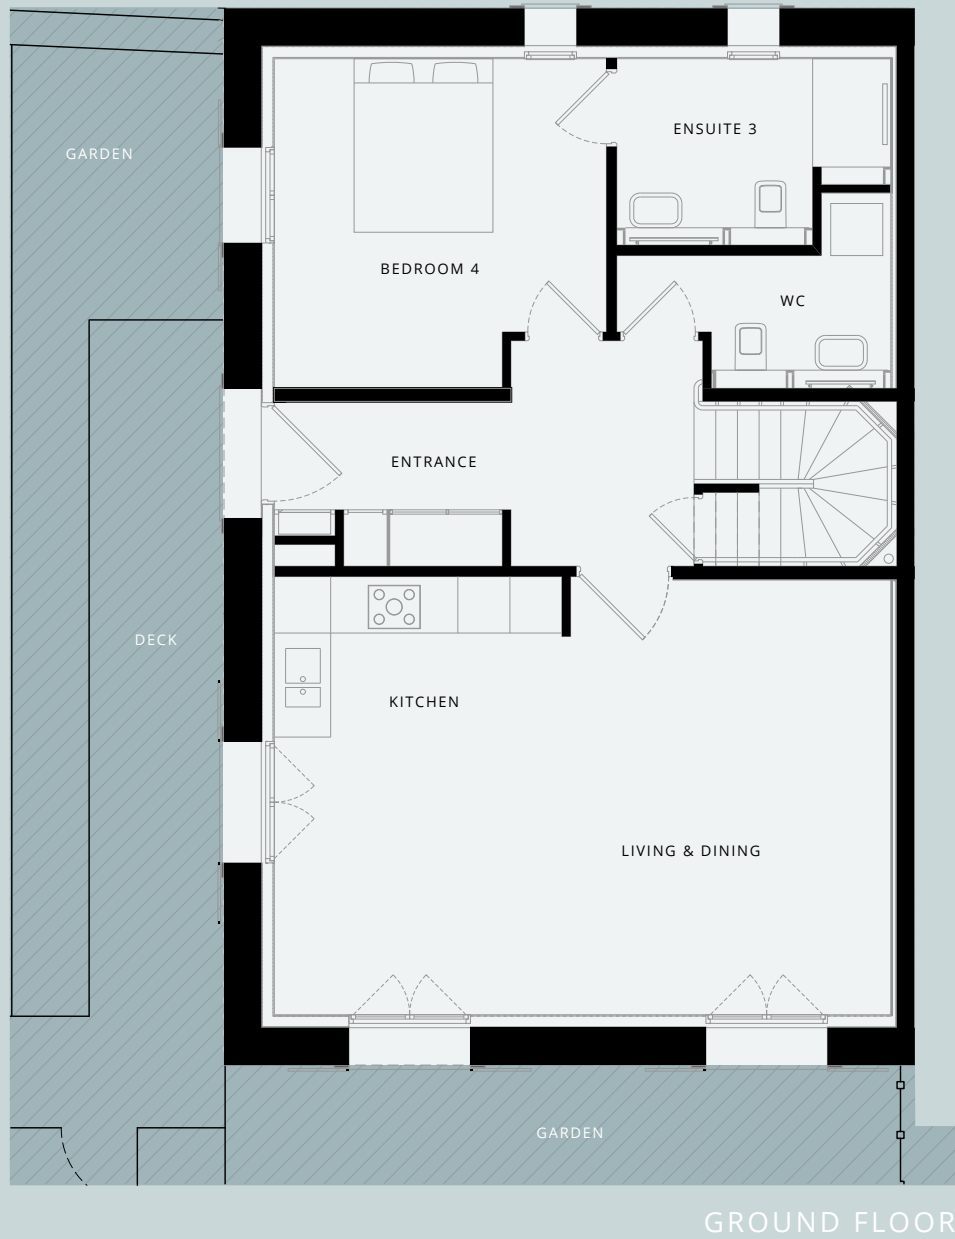 ENSUITE 3
GARDEN
BEDROOM 4
WC
ENTRANCE
DECK
KITCHEN
LIVING & DINING
GARDEN
GROUND FLOOR